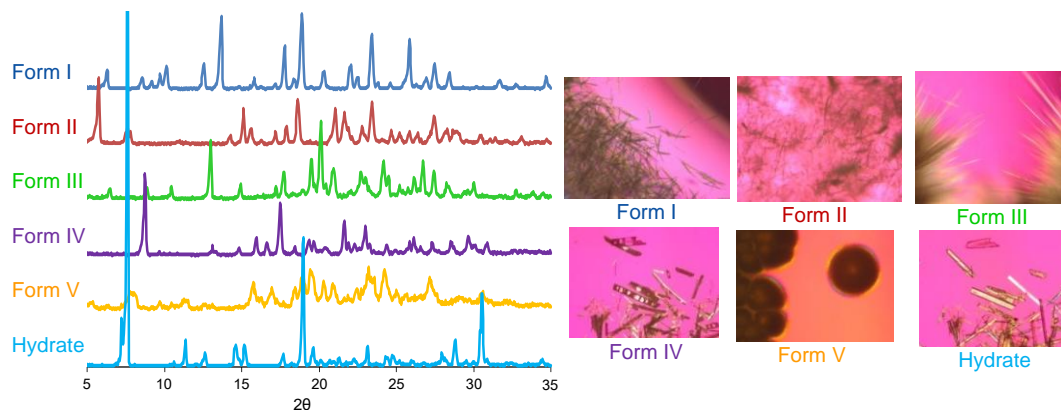 Form I
Form II
Form III
Form IV
Form V
Hydrate
5 10 15 20 25 30 35
2θ
Form I Form II Form III
Form IV Form V Hydrate